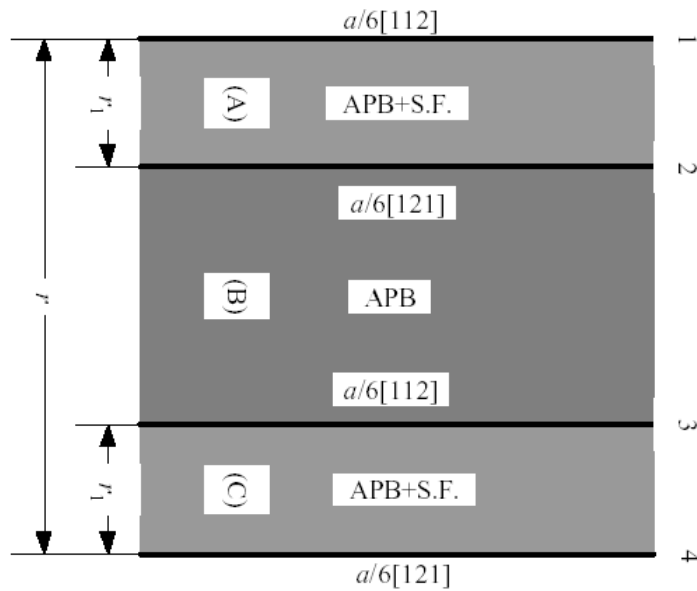 a/6[112]
1
r1
(A)
APB+S.F.
2
a/6[121]
r
(B)
APB
a/6[112]
3
r1
(C)
APB+S.F.
4
a/6[121]